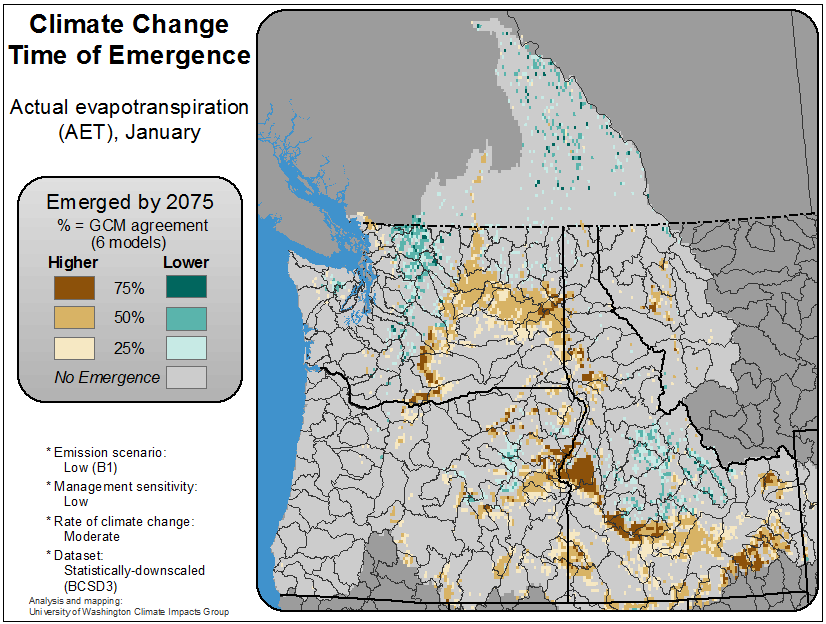 Climate Change
Time of Emergence
Actual evapotranspiration
(AET), January
Emerged by 2075
% = GCM agreement
(6 models)
Higher Lower
75%
50%
25%
No Emergence
* Emission scenario:
Low (B1)
* Management sensitivity:
Low
* Rate of climate change:
Moderate
* Dataset:
Statistically-downscaled
(BCSD3)
Analysis and mapping:
University of Washington Climate Impacts Group